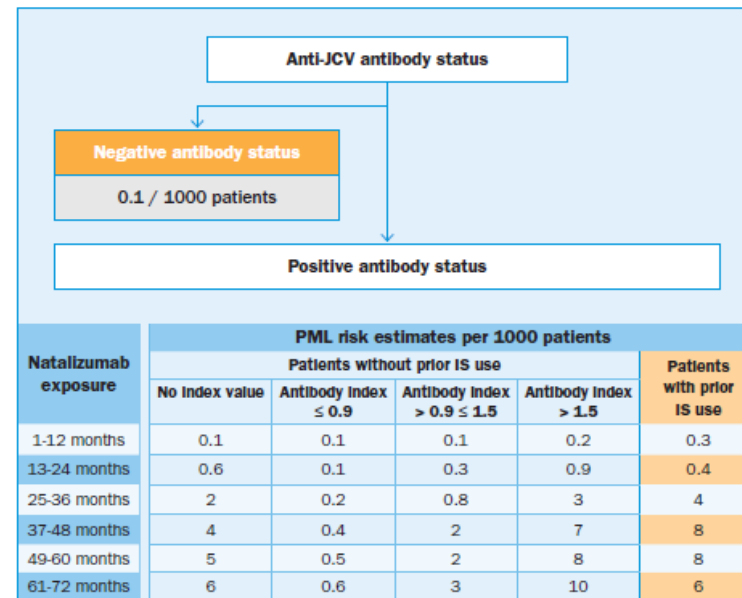 Anti-JCV antibody status
Negative antibody status
0.1 / 1000 patients
Positive antibody status
Natalizumab exposure
PML risk estimates per 1000 patients
Patients without prior IS use
Patients with prior IS use
No index value
Antibody index ≤ 0.9
Antibody index > 0.9 ≤ 1.5
Antibody index > 1.5
1-12 months 0.1 0.1 0.1 0.2 0.3
13-24 months 0.6 0.1 0.3 0.9 0.4
25-36 months 2 0.2 0.8 3 4
37-48 months 4 0.4 2 7 8
49-60 months 5 0.5 2 8 8
61-72 months 6 0.6 3 10 6